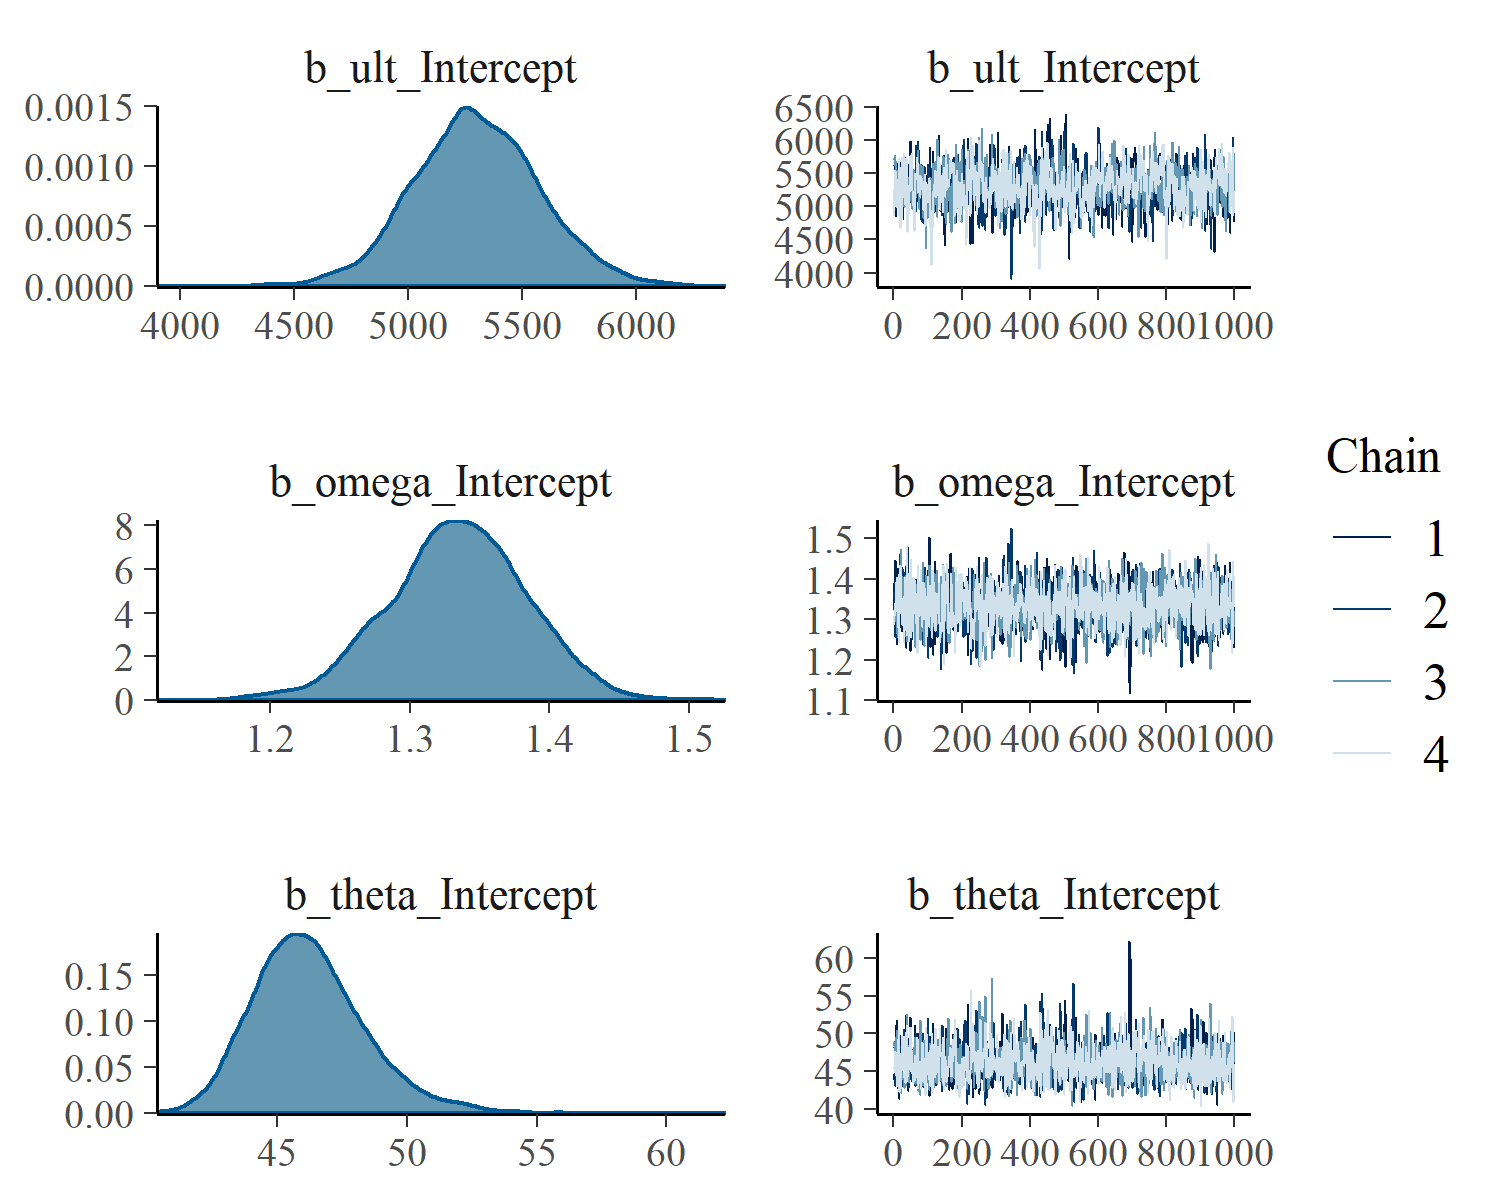 b_ult_Intercept
0.0015
0.0010
0.0005
0.0000
4000 4500 5000 5500 6000
b_ult_Intercept
6500
6000
5500
5000
4500
4000
0 200 400 600 800 1000
b_omega_Intercept
8
6
4
2
0
1.2 1.3 1.4 1.5
b_omega_Intercept
1.5
1.4
1.3
1.2
1.1
0 200 400 600 800 1000
Chain
1
2
3
4
b_theta_Intercept
0.15
0.10
0.05
0.00
45 50 55 60
b_theta_Intercept
60
55
50
45
40
0 200 400 600 800 1000